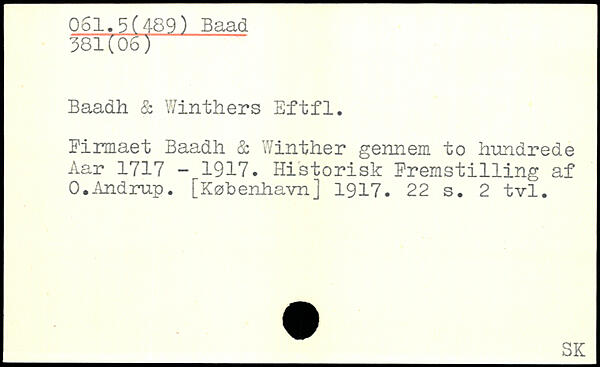 061.5(489) Baad
381(06)
Baadh & Winthers Eftfl.
Firmaet Baadh & Winther gennem to hundrede
Aar 1717 - 1917. Historisk Fremstilling af
O.Andrup. [København] 1917. 22 s. 2 tvl.
SK